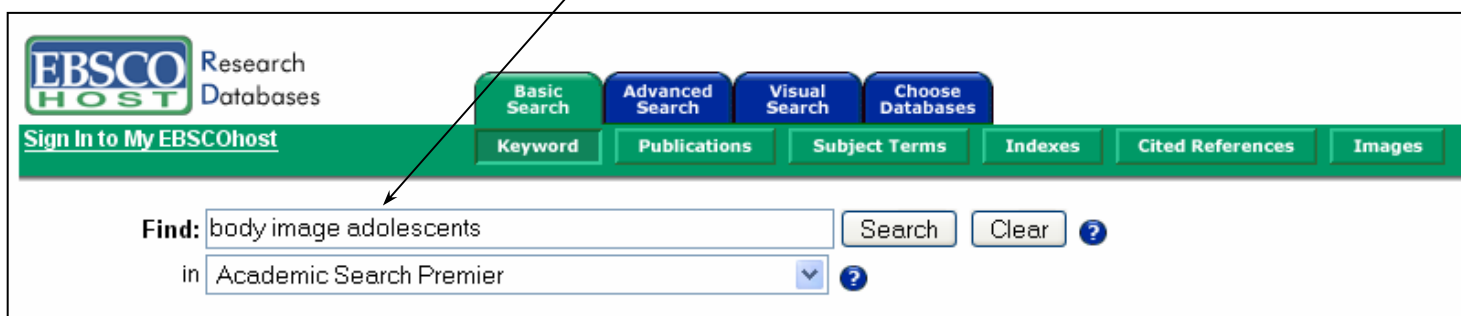 EBSCO Research
HOST Databases
Basic Search
Advanced Search
Visual Search
Choose Databases
Sign In to My EBSCOhost
Keyword Publications Subject Terms Indexes Cited References Images
Find: body image adolescents Search Clear ?
in Academic Search Premier ?